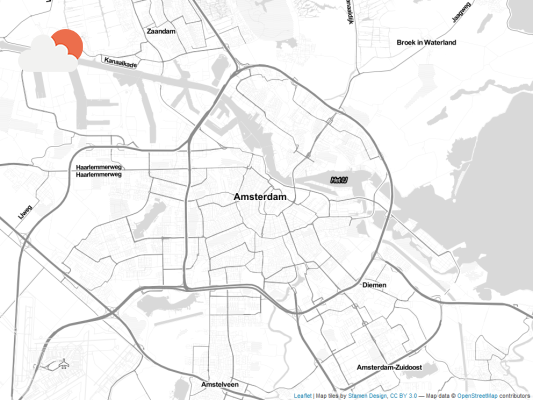 Zaandam
Kanaalkade
Jaagweg
Broek in Waterland
Haarlemmerweg
Haarlemmerweg
Het IJ
Amsterdam
IJweg
Diemen
Amsterdam-Zuidoost
Amstelveen
Leaflet | Map tiles by Stamen Design, CC BY 3.0 — Map data © OpenStreetMap contributors